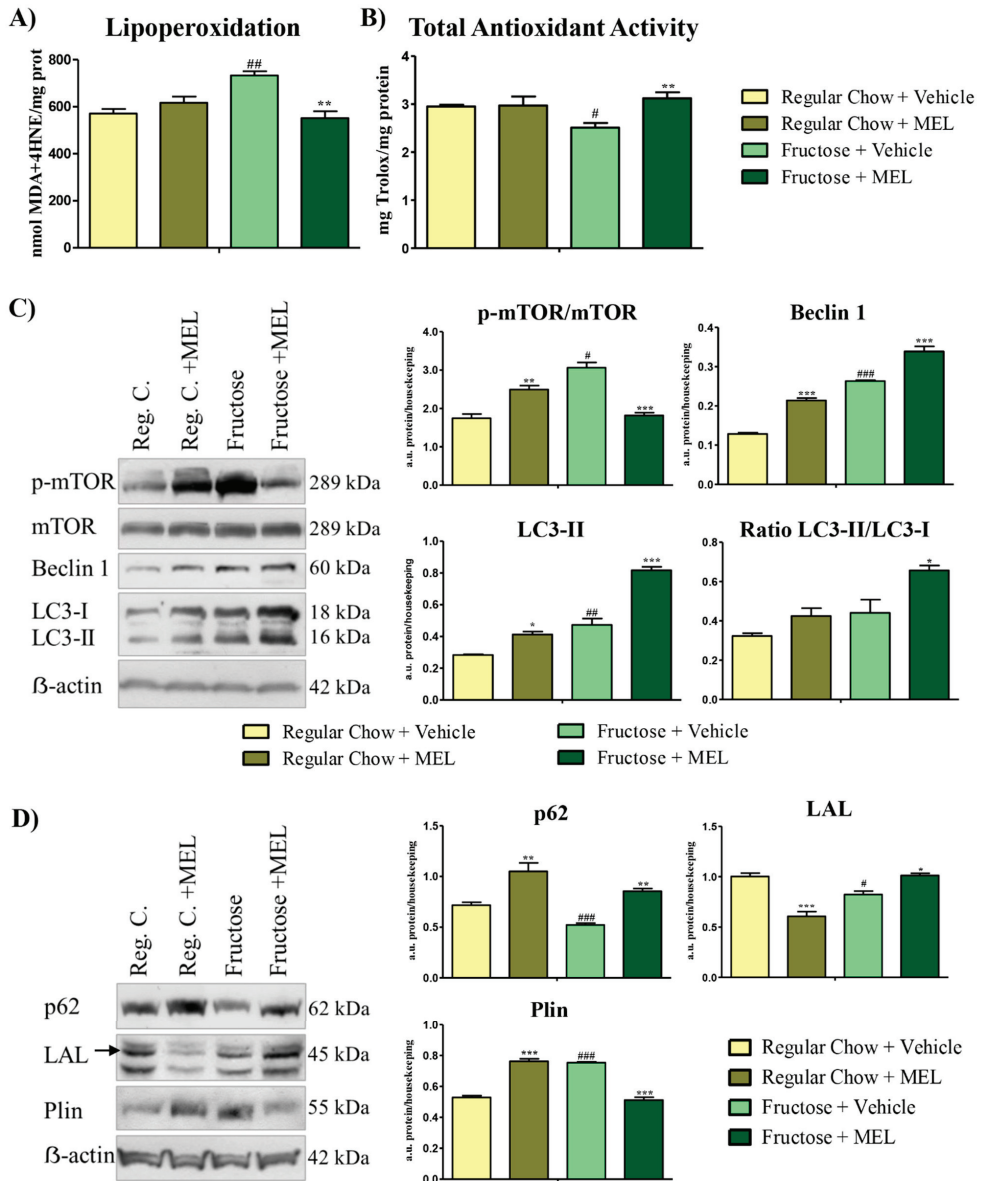 A)
Lipoperoxidation
nmol MDA+4HNE/mg prot
800
600
400
200
0
##
**
B)
Total Antioxidant Activity
mg Trolox/mg protein
4
3
2
1
0
#
**
Regular Chow + Vehicle
Regular Chow + MEL
Fructose + Vehicle
Fructose + MEL
C)
Reg. C.
Reg. C. +MEL
Fructose
Fructose +MEL
p-mTOR 289 kDa
mTOR 289 kDa
Beclin 1 60 kDa
LC3-I 18 kDa
LC3-II 16 kDa
ß-actin 42 kDa
p-mTOR/mTOR
a.u. protein/housekeeping
4.0
3.0
2.0
1.0
0.0
**
#
***
Beclin 1
a.u. protein/housekeeping
0.4
0.3
0.2
0.1
0.0
***
###
***
LC3-II
a.u. protein/housekeeping
1.0
0.8
0.6
0.4
0.2
0.0
*
##
***
Ratio LC3-II/LC3-I
0.8
0.6
0.4
0.2
0.0
*
Regular Chow + Vehicle
Regular Chow + MEL
Fructose + Vehicle
Fructose + MEL
D)
Reg. C.
Reg. C. +MEL
Fructose
Fructose +MEL
p62 62 kDa
LAL 45 kDa
Plin 55 kDa
ß-actin 42 kDa
p62
a.u. protein/housekeeping
1.5
1.0
0.5
0.0
**
###
**
LAL
a.u. protein/housekeeping
1.5
1.0
0.5
0.0
***
#
*
Plin
a.u. protein/housekeeping
1.0
0.8
0.6
0.4
0.2
0.0
***
###
***
Regular Chow + Vehicle
Regular Chow + MEL
Fructose + Vehicle
Fructose + MEL